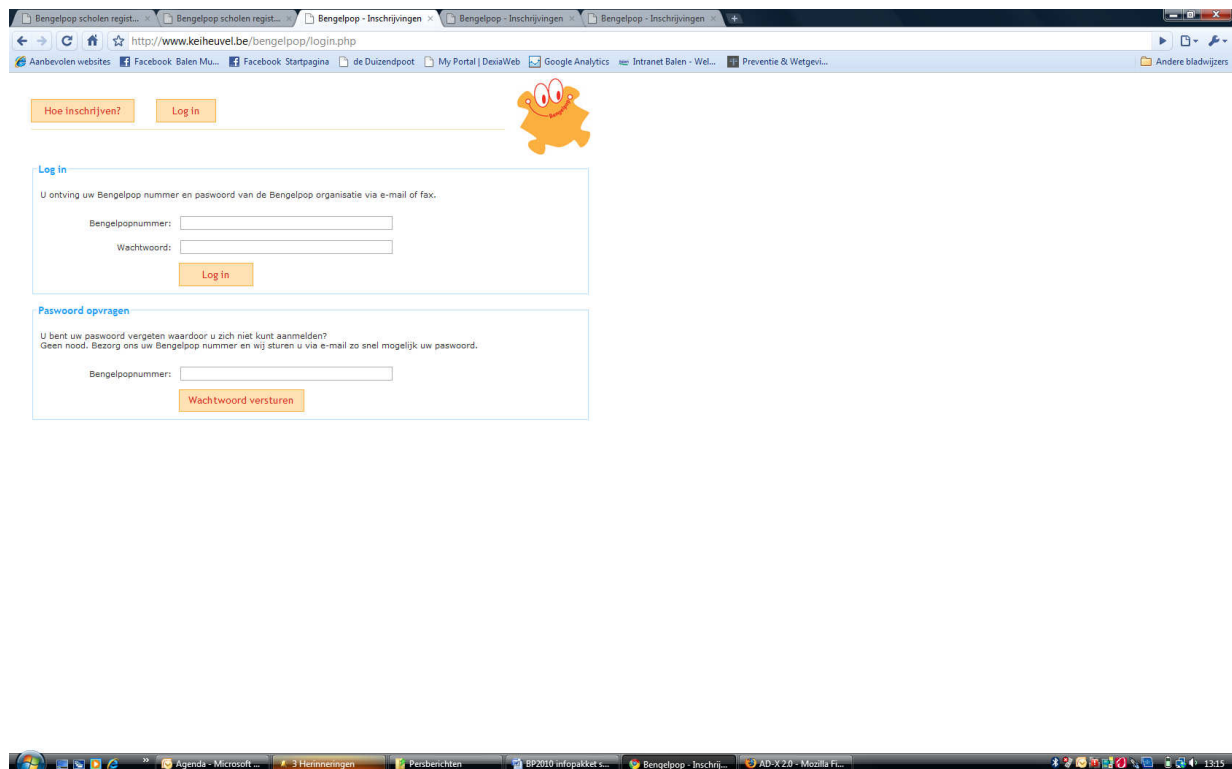 Bengelpop scholen regist...
Bengelpop scholen regist...
Bengelpop - Inschrijvingen
Bengelpop - Inschrijvingen
Bengelpop - Inschrijvingen
http://www.keiheuvel.be/bengelpop/login.php
Aanbevolen websites
Facebook Balen Mu...
Facebook Startpagina
de Duizendpoot
My Portal | DexiaWeb
Google Analytics
Intranet Balen - Wel...
Preventie & Wetgevi...
Andere bladwijzers
Hoe inschrijven?
Log in
Bengelpop
Log in
U ontving uw Bengelpop nummer en paswoord van de Bengelpop organisatie via e-mail of fax.
Bengelpopnummer:
Wachtwoord:
Log in
Paswoord opvragen
U bent uw paswoord vergeten waardoor u zich niet kunt aanmelden?
Geen nood. Bezorg ons uw Bengelpop nummer en wij sturen u via e-mail zo snel mogelijk uw paswoord.
Bengelpopnummer:
Wachtwoord versturen
Agenda - Microsoft ...
3 Herinneringen
Persberichten
BP2010 infopakket s...
Bengelpop - Inschrij...
AD-X 2.0 - Mozilla Fi...
13:15